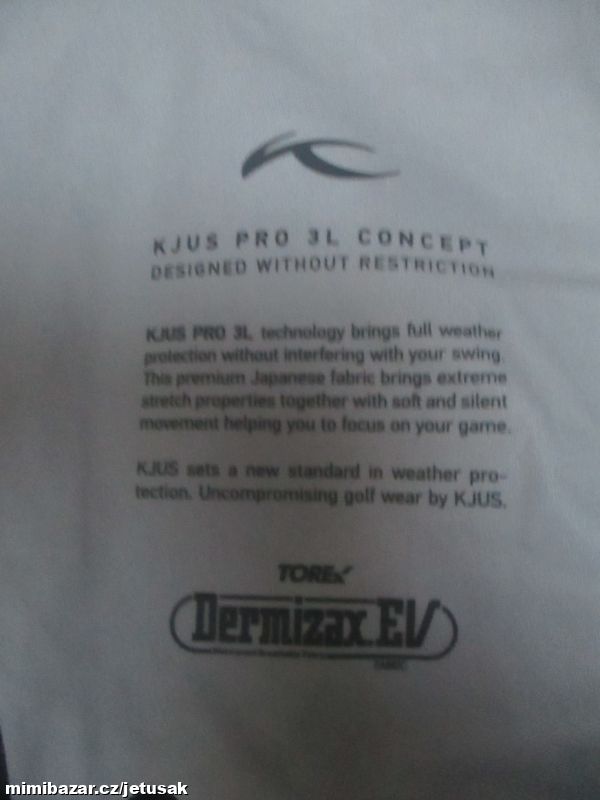 KJUS PRO 3L CONCEPT
DESIGNED WITHOUT RESTRICTION
KJUS PRO 3L technology brings full weather
protection without interfering with your swing.
This premium Japanese fabric brings extreme
stretch properties together with soft and silent
movement helping you to focus on your game.
KJUS sets a new standard in weather pro-
tection. Uncompromising golf wear by KJUS.
TOREX
Dermizax.EV
FABRIC
mimibazar.cz/jetusak